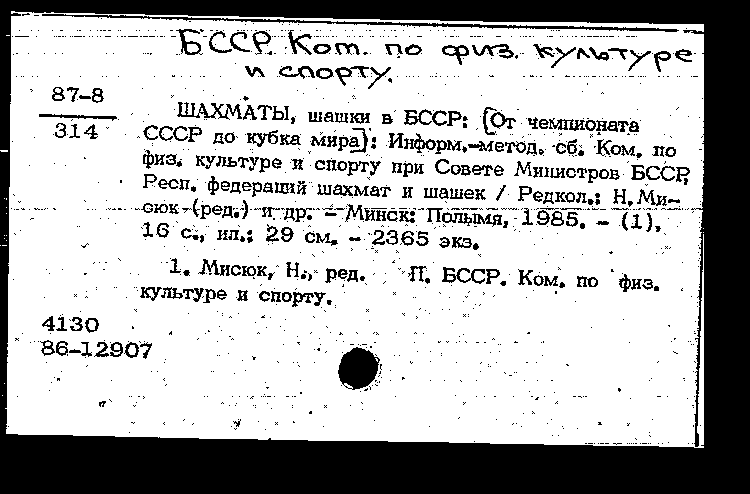 БССР. Ком. по физ. культуре
и спорту.
87-8
314
ШАХМАТЫ, шашки в БССР: [От чемпионата
СССР до кубка мира]: Информ.-метод. сб. Ком. по
физ. культуре и спорту при Совете Министров БССР,
Респ. федераций шахмат и шашек / Редкол.: Н. Ми-
сюк (ред.) и др. - Минск: Полымя, 1985. - (1).
16 с., ил.; 29 см. - 2365 экз.
1. Мисюк, Н., ред. П. БССР. Ком. по физ.
культуре и спорту.
4130
86-12907